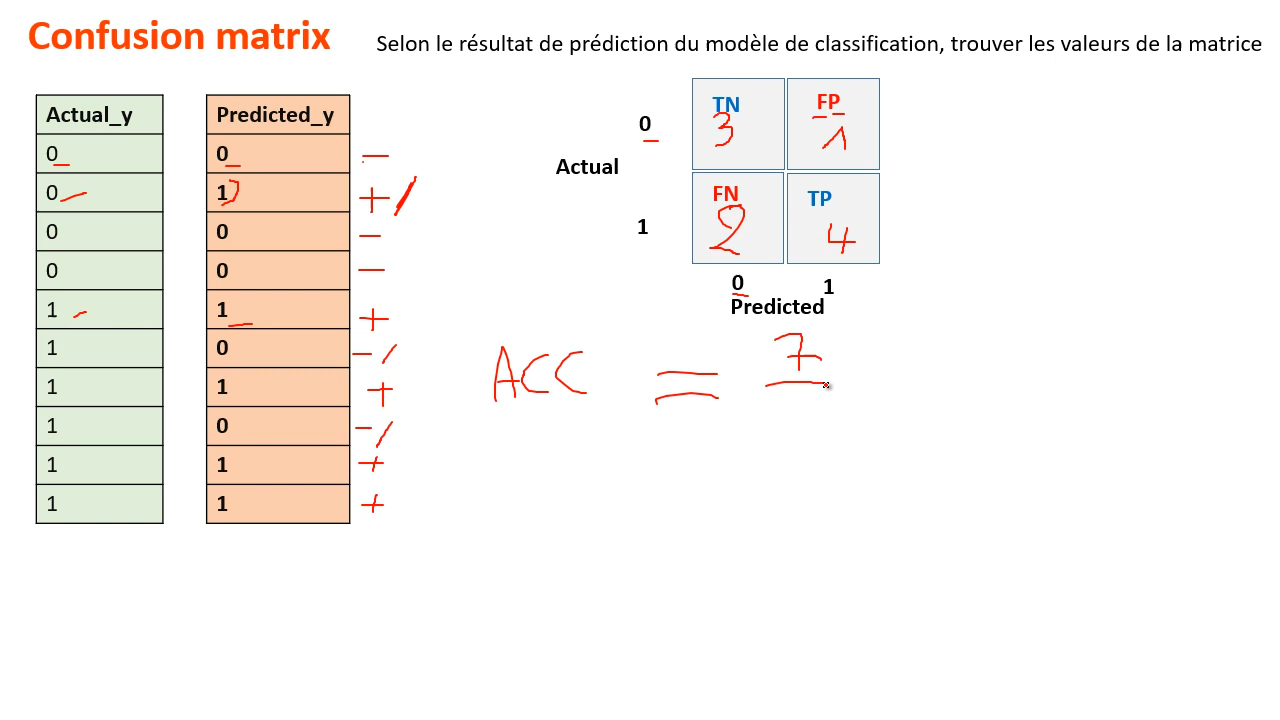 Confusion matrix
Selon le résultat de prédiction du modèle de classification, trouver les valeurs de la matrice
Actual_y Predicted_y
0 0 −
0 1 + /
0 0 −
0 0 −
1 1 +
1 0 − /
1 1 +
1 0 − /
1 1 +
1 1 +
TN FP
0 3 1
Actual
FN TP
1 2 4
0 1
Predicted
ACC = 7